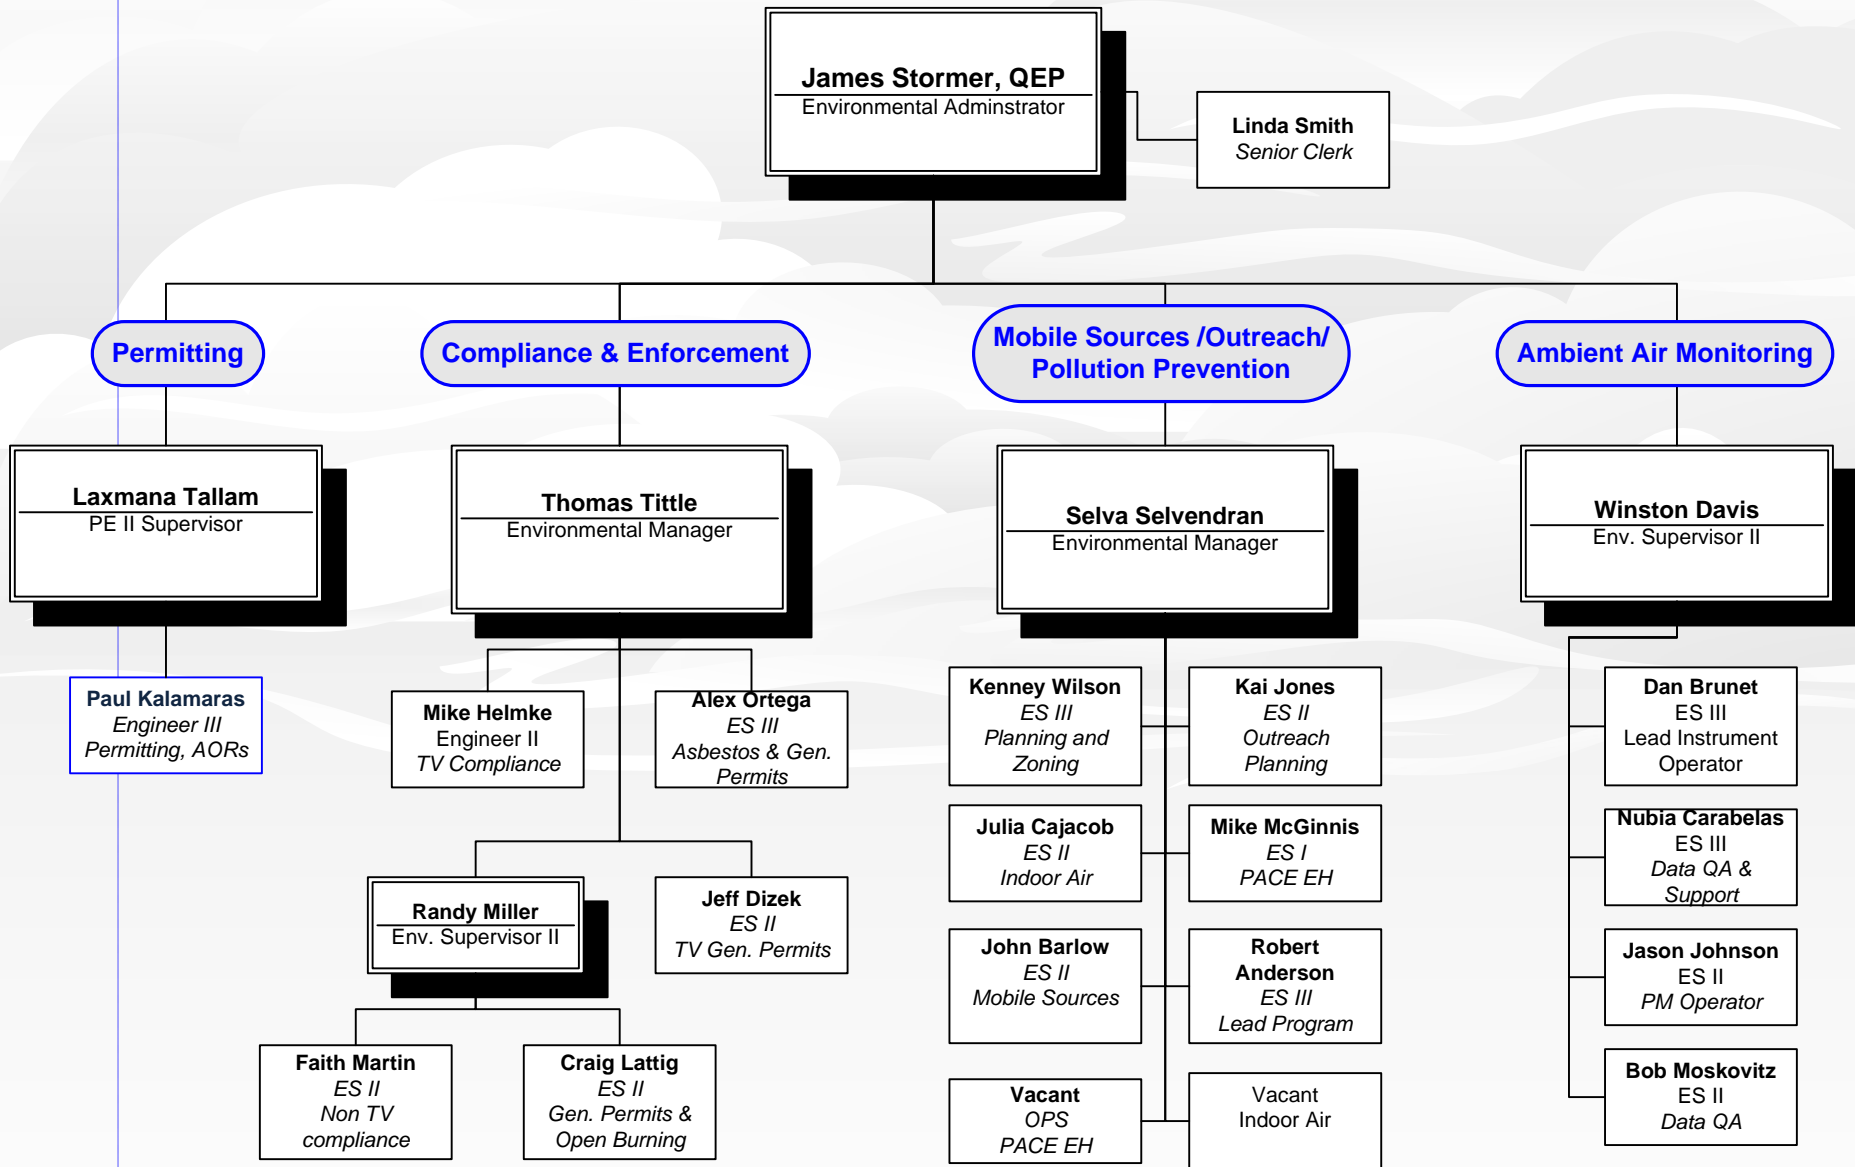 James Stormer, QEP
Environmental Adminstrator
Linda Smith
Senior Clerk
Permitting
Compliance & Enforcement
Mobile Sources /Outreach/
Pollution Prevention
Ambient Air Monitoring
Laxmana Tallam
PE II Supervisor
Thomas Tittle
Environmental Manager
Selva Selvendran
Environmental Manager
Winston Davis
Env. Supervisor II
Paul Kalamaras
Engineer III
Permitting, AORs
Mike Helmke
Engineer II
TV Compliance
Alex Ortega
ES III
Asbestos & Gen.
Permits
Randy Miller
Env. Supervisor II
Jeff Dizek
ES II
TV Gen. Permits
Faith Martin
ES II
Non TV
compliance
Craig Lattig
ES II
Gen. Permits &
Open Burning
Kenney Wilson
ES III
Planning and
Zoning
Kai Jones
ES II
Outreach
Planning
Julia Cajacob
ES II
Indoor Air
Mike McGinnis
ES I
PACE EH
John Barlow
ES II
Mobile Sources
Robert
Anderson
ES III
Lead Program
Vacant
OPS
PACE EH
Vacant
Indoor Air
Dan Brunet
ES III
Lead Instrument
Operator
Nubia Carabelas
ES III
Data QA &
Support
Jason Johnson
ES II
PM Operator
Bob Moskovitz
ES II
Data QA